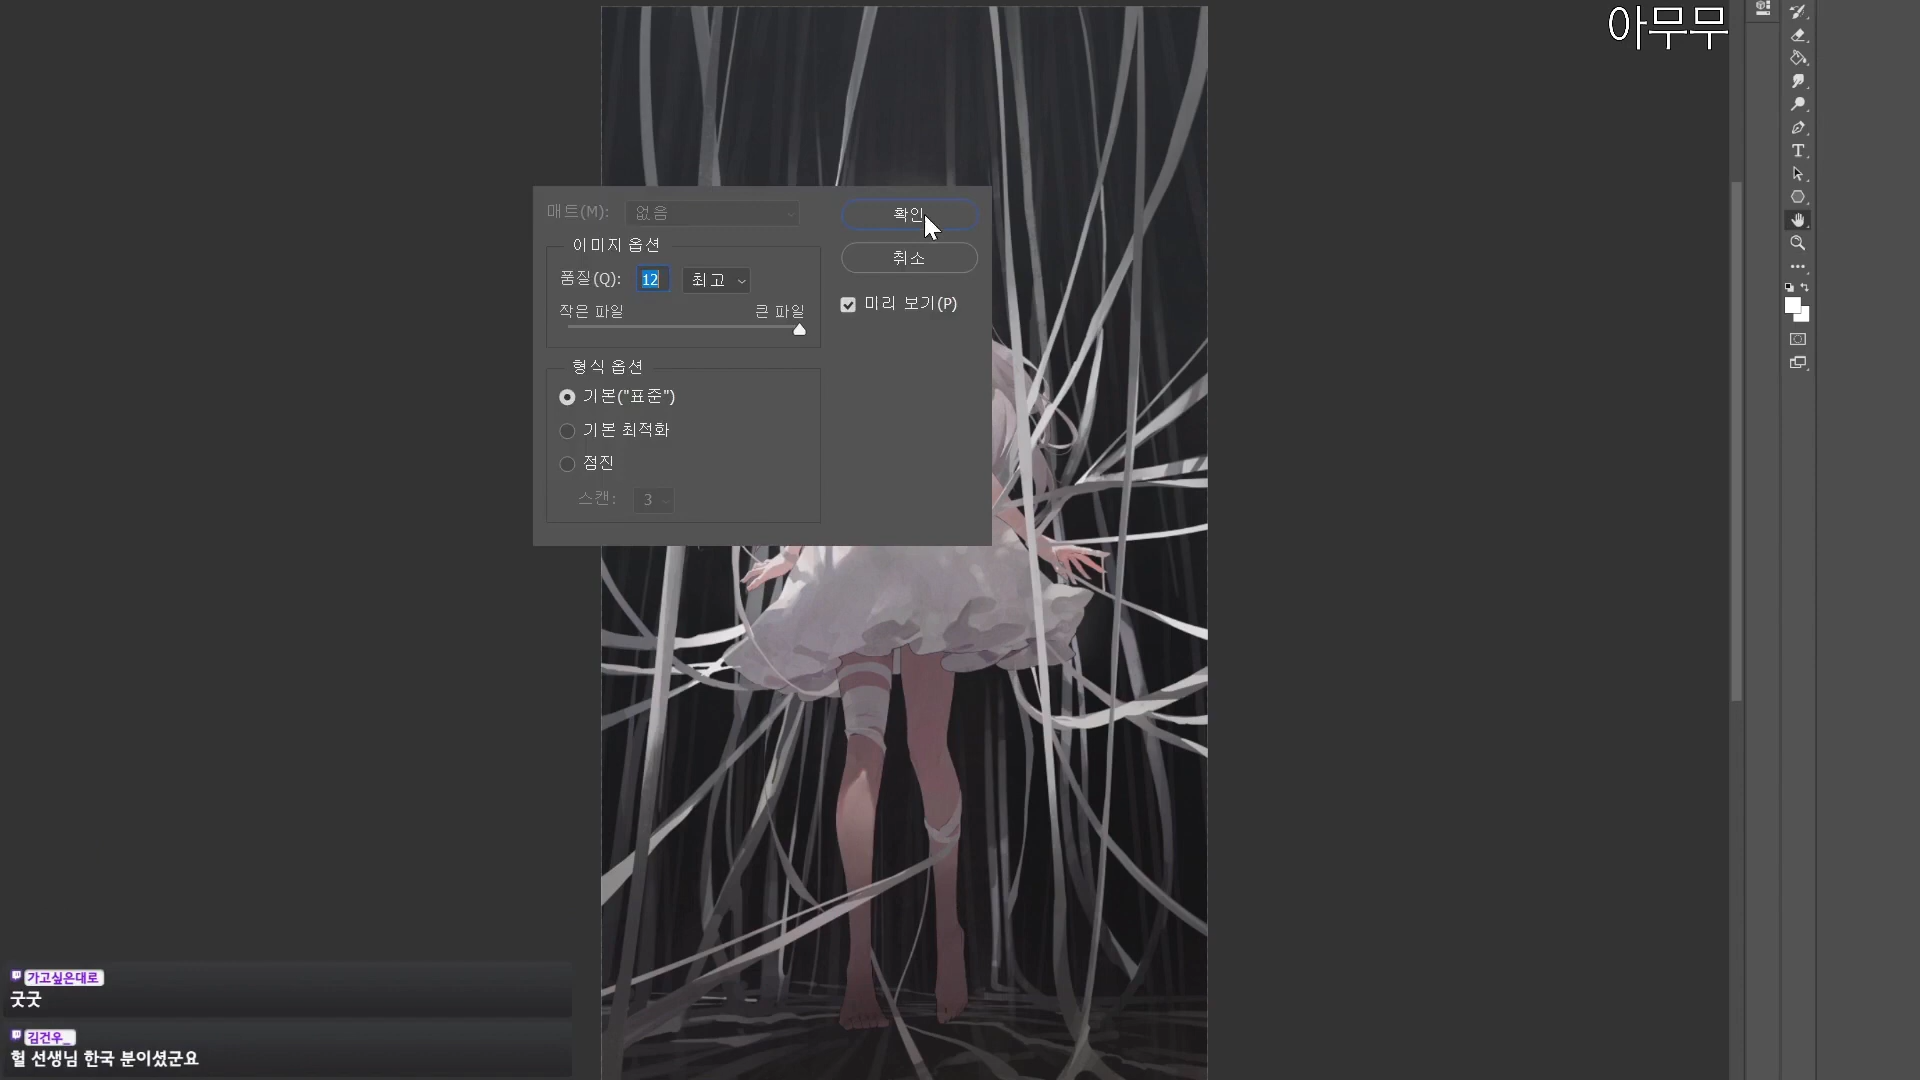 아무무
매트(M): 없음
확인
이미지 옵션
취소
품질(Q): 12 최고
미리 보기(P)
작은 파일 큰 파일
형식 옵션
기본("표준")
기본 최적화
점진
스캔: 3
가고싶은대로
굿굿
김건우_
헐 선생님 한국 분이셨군요